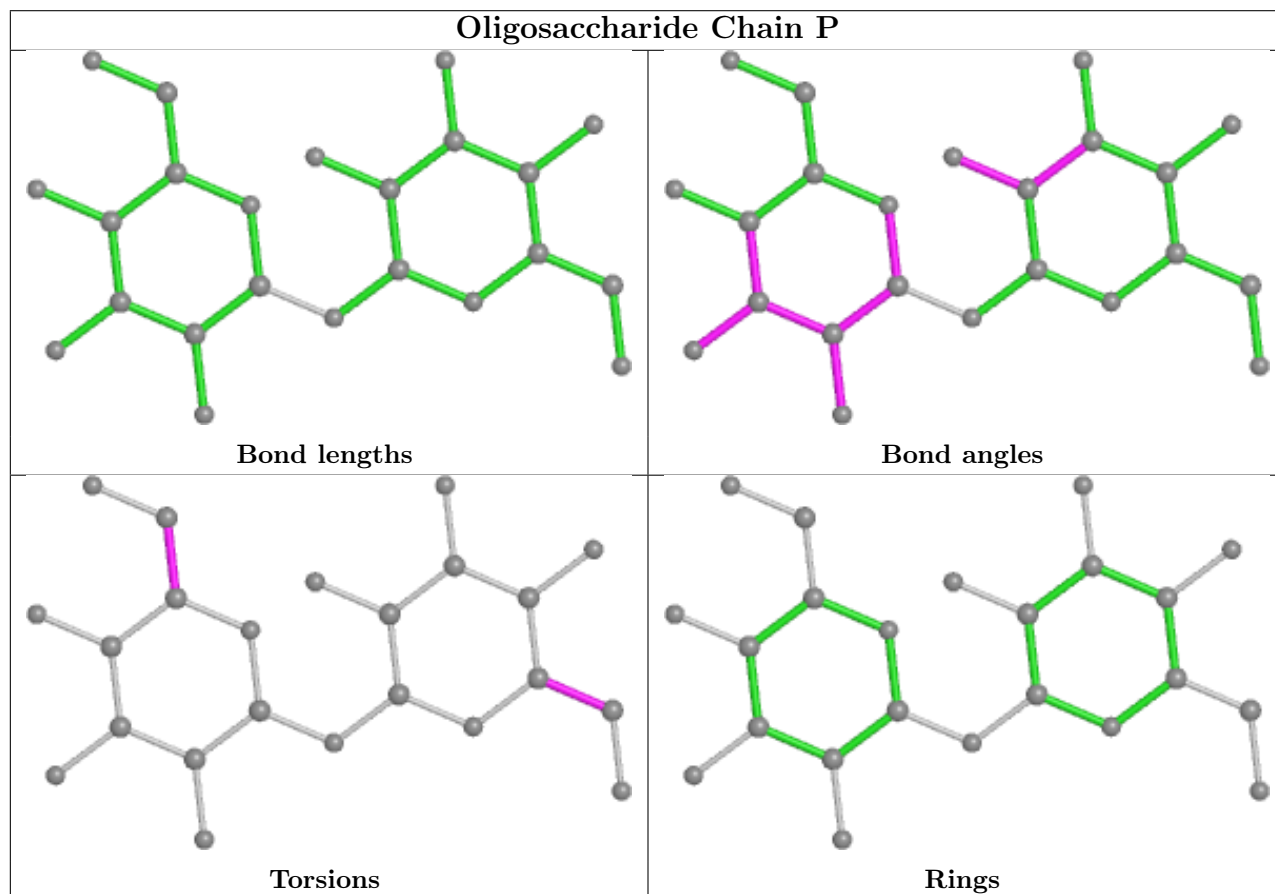 Oligosaccharide Chain P
Bond lengths
Bond angles
Torsions
Rings